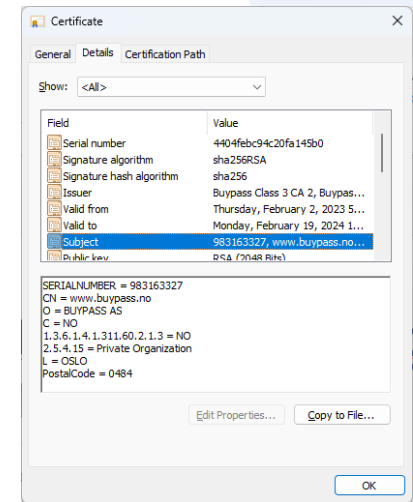 Certificate
General Details Certification Path
Show: <All>
Field Value
Serial number 4404febc94c20fa145b0
Signature algorithm sha256RSA
Signature hash algorithm sha256
Issuer Buypass Class 3 CA 2, Buypas...
Valid from Thursday, February 2, 2023 5...
Valid to Monday, February 19, 2024 1...
Subject 983163327, www.buypass.no...
Public key RSA (2048 Bits)
SERIALNUMBER = 983163327
CN = www.buypass.no
O = BUYPASS AS
C = NO
1.3.6.1.4.1.311.60.2.1.3 = NO
2.5.4.15 = Private Organization
L = OSLO
PostalCode = 0484
Edit Properties... Copy to File...
OK